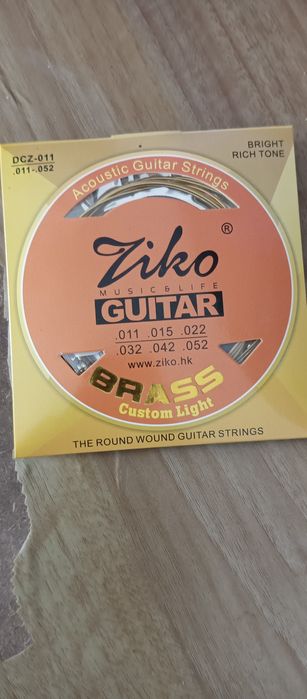 DCZ-011
.011-.052
BRIGHT
RICH TONE
Acoustic Guitar Strings
Ziko®
MUSIC & LIFE
GUITAR
.011 .015 .022
.032 .042 .052
www.ziko.hk
BRASS
Custom Light
THE ROUND WOUND GUITAR STRINGS